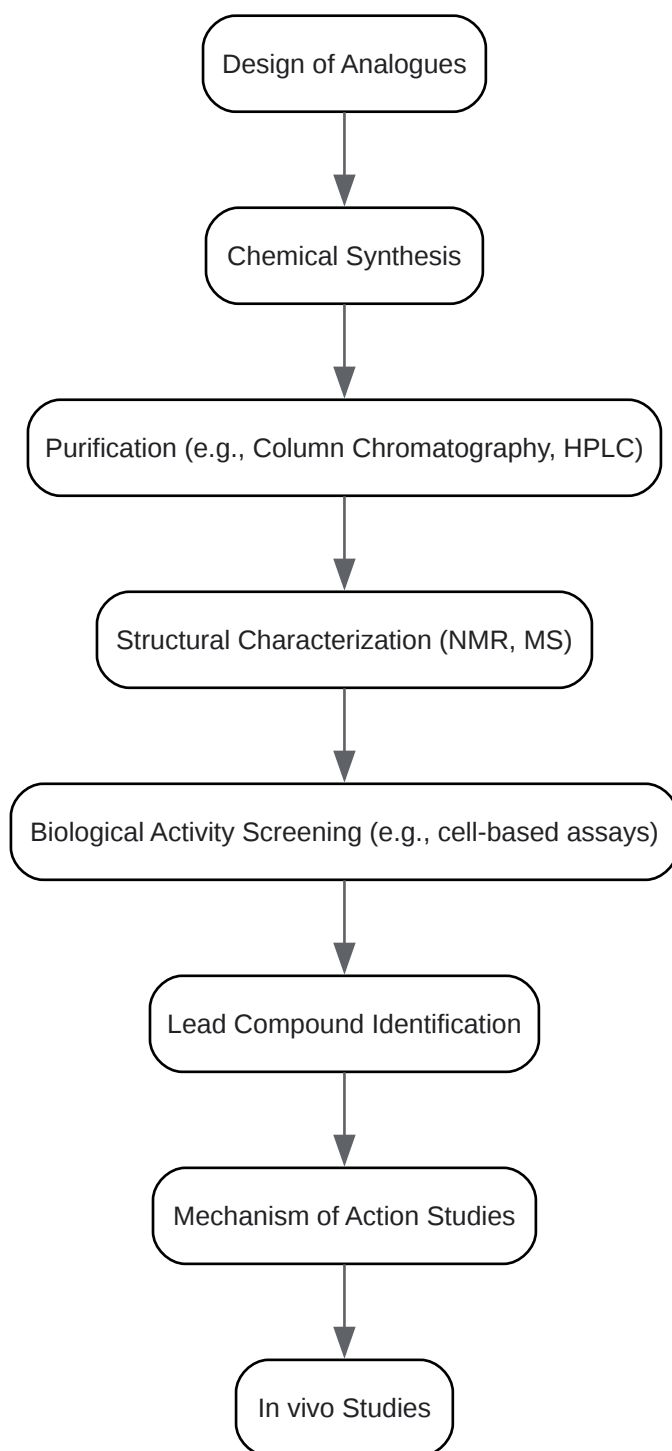 Design of Analogues
Chemical Synthesis
Purification (e.g., Column Chromatography, HPLC)
Structural Characterization (NMR, MS)
Biological Activity Screening (e.g., cell-based assays)
Lead Compound Identification
Mechanism of Action Studies
In vivo Studies